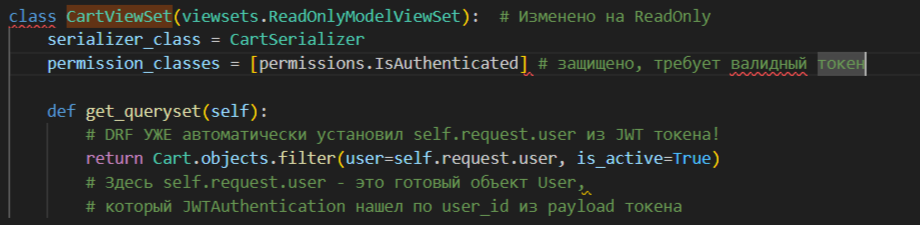 class CartViewSet(viewsets.ReadOnlyModelViewSet):  # Изменено на ReadOnly
    serializer_class = CartSerializer
    permission_classes = [permissions.IsAuthenticated] # защищено, требует валидный токен
    def get_queryset(self):
        # DRF УЖЕ автоматически установил self.request.user из JWT токена!
        return Cart.objects.filter(user=self.request.user, is_active=True)
        # Здесь self.request.user - это готовый объект User,
        # который JWTAuthentication нашел по user_id из payload токена